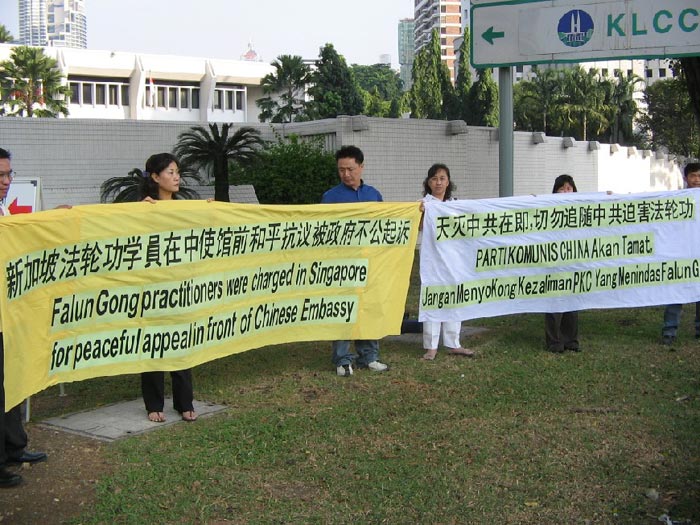 KLCC
新加坡法轮功学員在中使馆前和平抗议被政府不公起诉
Falun Gong practitioners were charged in Singapore
for peaceful appeal in front of Chinese Embassy
天灭中共在即,切勿追随中共迫害法轮功
PARTI KOMUNIS CHINA Akan Tamat
Jangan Menyokong Kezaliman PKC Yang Menindas Falun G